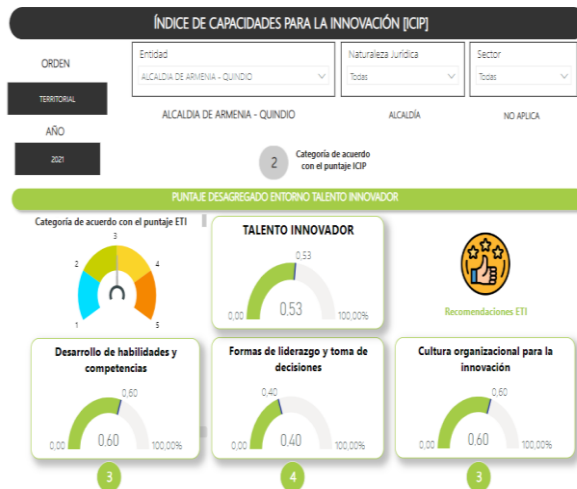 ÍNDICE DE CAPACIDADES PARA LA INNOVACIÓN [ICIP]
ORDEN
TERRITORIAL
AÑO
2021
Entidad
ALCALDIA DE ARMENIA - QUINDIO
Naturaleza Jurídica
Todas
Sector
Todas
ALCALDIA DE ARMENIA - QUINDIO
ALCALDÍA
NO APLICA
2
Categoría de acuerdo
con el puntaje ICIP
PUNTAJE DESAGREGADO ENTORNO TALENTO INNOVADOR
Categoría de acuerdo con el puntaje ETI
1
2
3
4
5
TALENTO INNOVADOR
0,53
0,00
0.53
100,00%
Recomendaciones ETI
Desarrollo de habilidades y
competencias
0,60
0,00
0.60
100,00%
3
Formas de liderazgo y toma de
decisiones
0,40
0,00
0.40
100,00%
4
Cultura organizacional para la
innovación
0,60
0,00
0.60
100,00%
3